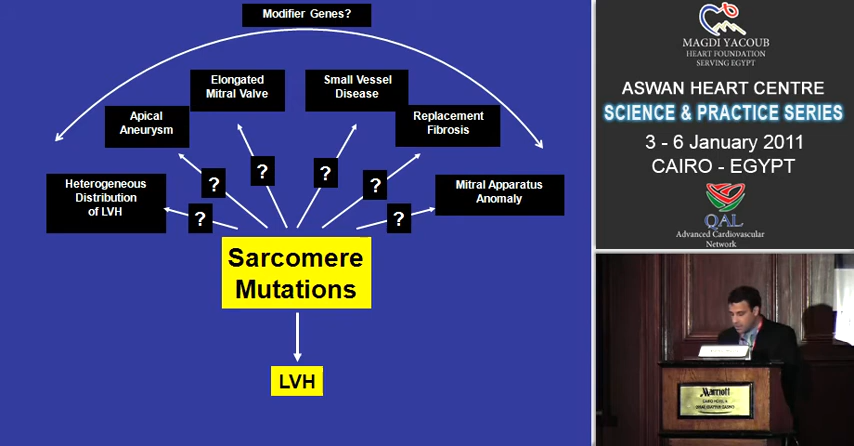 Modifier Genes?
Elongated
Mitral Valve
Small Vessel
Disease
Apical
Aneurysm
Replacement
Fibrosis
Heterogeneous
Distribution
of LVH
Mitral Apparatus
Anomaly
?
?
?
?
?
?
Sarcomere
Mutations
LVH
MAGDI YACOUB
HEART FOUNDATION
SERVING EGYPT
ASWAN HEART CENTRE
SCIENCE & PRACTICE SERIES
3 - 6 January 2011
CAIRO - EGYPT
QAL
Advanced Cardiovascular
Network
Marriott